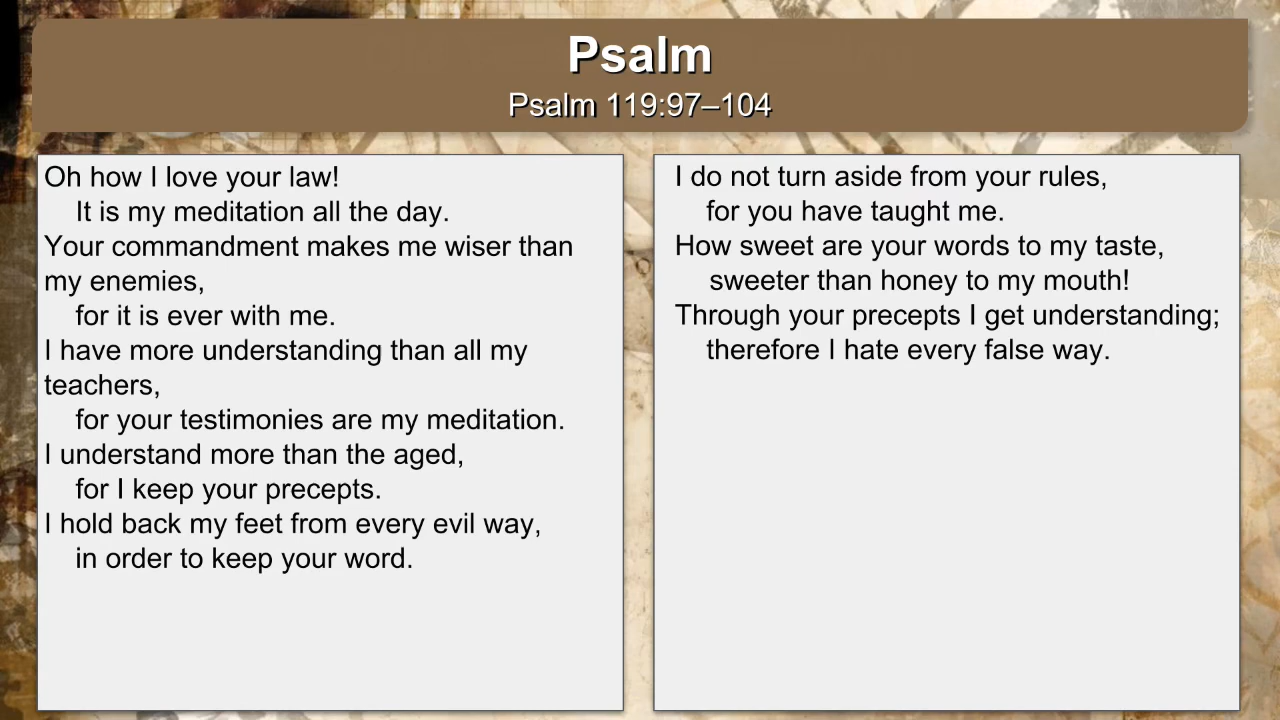 Psalm
Psalm 119:97–104
Oh how I love your law!
It is my meditation all the day.
Your commandment makes me wiser than
my enemies,
for it is ever with me.
I have more understanding than all my
teachers,
for your testimonies are my meditation.
I understand more than the aged,
for I keep your precepts.
I hold back my feet from every evil way,
in order to keep your word.
I do not turn aside from your rules,
for you have taught me.
How sweet are your words to my taste,
sweeter than honey to my mouth!
Through your precepts I get understanding;
therefore I hate every false way.